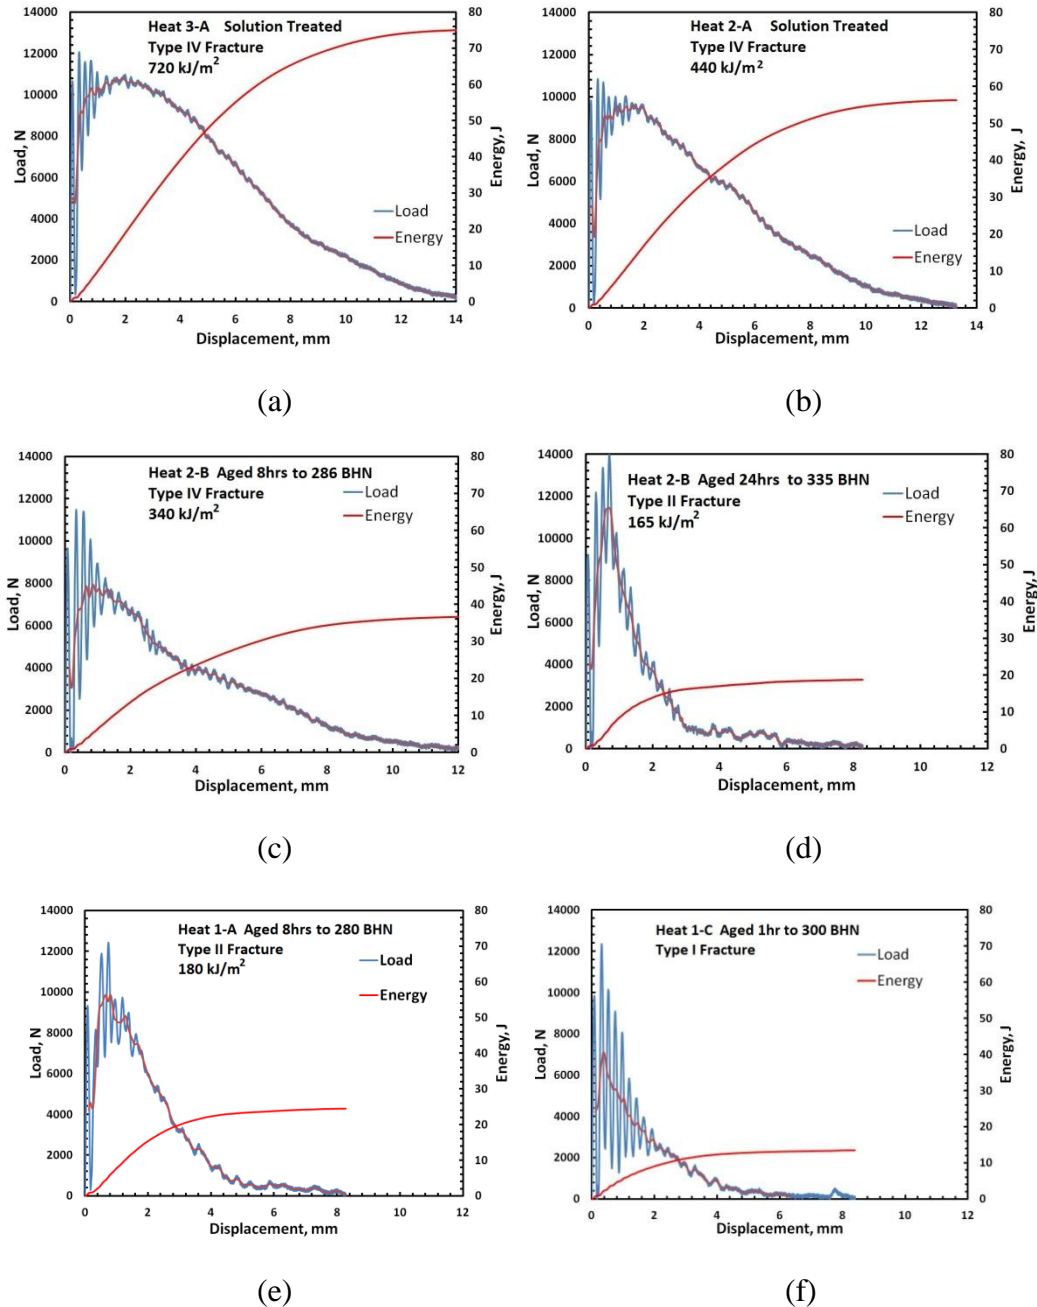 Heat 3-A Solution Treated
Type IV Fracture
720 kJ/m²
14000
12000
10000
8000
6000
4000
2000
0
Load, N
80
70
60
50
40
30
20
10
0
Energy, J
Load
Energy
0 2 4 6 8 10 12 14
Displacement, mm
(a)
Heat 2-A Solution Treated
Type IV Fracture
440 kJ/m²
14000
12000
10000
8000
6000
4000
2000
0
Load, N
80
70
60
50
40
30
20
10
0
Energy, J
Load
Energy
0 2 4 6 8 10 12 14
Displacement, mm
(b)
Heat 2-B Aged 8hrs to 286 BHN
Type IV Fracture
340 kJ/m²
14000
12000
10000
8000
6000
4000
2000
0
Load, N
80
70
60
50
40
30
20
10
0
Energy, J
Load
Energy
0 2 4 6 8 10 12
Displacement, mm
(c)
Heat 2-B Aged 24hrs to 335 BHN
Type II Fracture
165 kJ/m²
14000
12000
10000
8000
6000
4000
2000
0
Load, N
80
70
60
50
40
30
20
10
0
Energy, J
Load
Energy
0 2 4 6 8 10 12
Displacement, mm
(d)
Heat 1-A Aged 8hrs to 280 BHN
Type II Fracture
180 kJ/m²
14000
12000
10000
8000
6000
4000
2000
0
Load, N
80
70
60
50
40
30
20
10
0
Energy, J
Load
Energy
0 2 4 6 8 10 12
Displacement, mm
(e)
Heat 1-C Aged 1hr to 300 BHN
Type I Fracture
14000
12000
10000
8000
6000
4000
2000
0
Load, N
80
70
60
50
40
30
20
10
0
Energy, J
Load
Energy
0 2 4 6 8 10 12
Displacement, mm
(f)